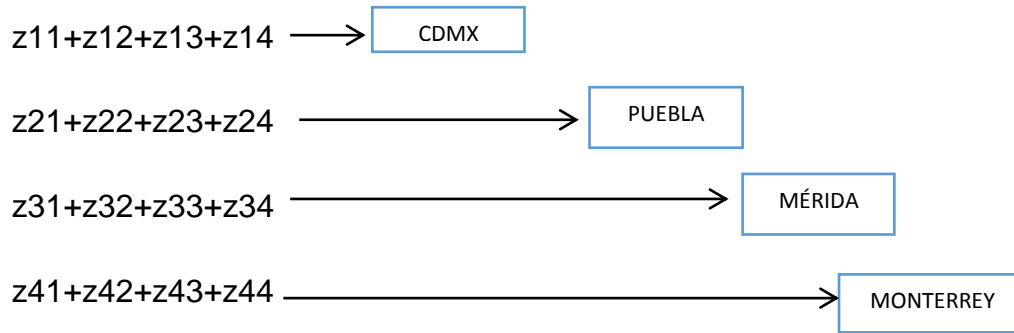 z11+z12+z13+z14 CDMX
z21+z22+z23+z24 PUEBLA
z31+z32+z33+z34 MÉRIDA
z41+z42+z43+z44 MONTERREY